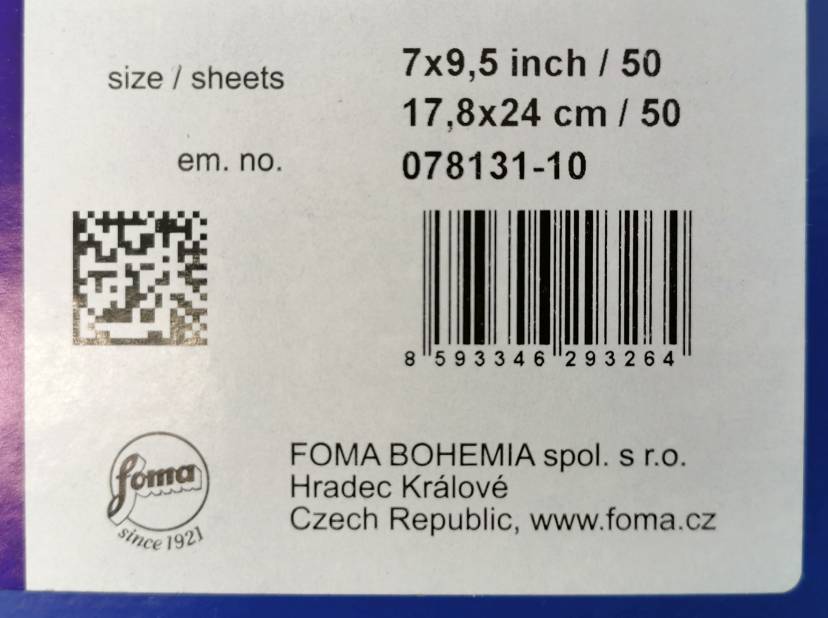 size / sheets
7x9,5 inch / 50
17,8x24 cm / 50
em. no.
078131-10
8 593346 293264
foma
since 1921
FOMA BOHEMIA spol. s r.o.
Hradec Králové
Czech Republic, www.foma.cz